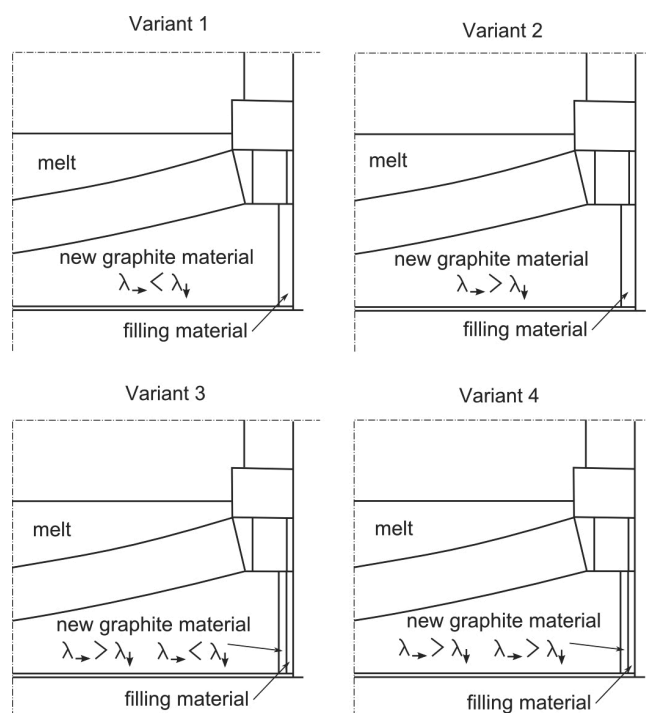 Variant 1
melt
new graphite material
λ→ < λ↓
filling material
Variant 2
melt
new graphite material
λ→ > λ↓
filling material
Variant 3
melt
new graphite material
λ→ > λ↓ λ→ < λ↓
filling material
Variant 4
melt
new graphite material
λ→ > λ↓ λ→ > λ↓
filling material